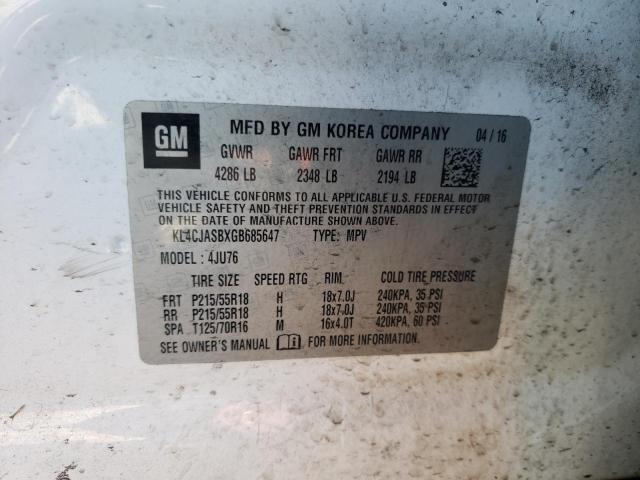 GM MFD BY GM KOREA COMPANY 04/16
GVWR GAWR FRT GAWR RR
4286 LB 2348 LB 2194 LB
THIS VEHICLE CONFORMS TO ALL APPLICABLE U.S. FEDERAL MOTOR
VEHICLE SAFETY AND THEFT PREVENTION STANDARDS IN EFFECT
ON THE DATE OF MANUFACTURE SHOWN ABOVE.
KL4CJASBXGB685647 TYPE: MPV
MODEL: 4JU76
TIRE SIZE SPEED RTG RIM COLD TIRE PRESSURE
FRT P215/55R18 H 18x7.0J 240KPA, 35 PSI
RR P215/55R18 H 18x7.0J 240KPA, 35 PSI
SPA T125/70R16 M 16x4.0T 420KPA, 60 PSI
SEE OWNER'S MANUAL i FOR MORE INFORMATION.